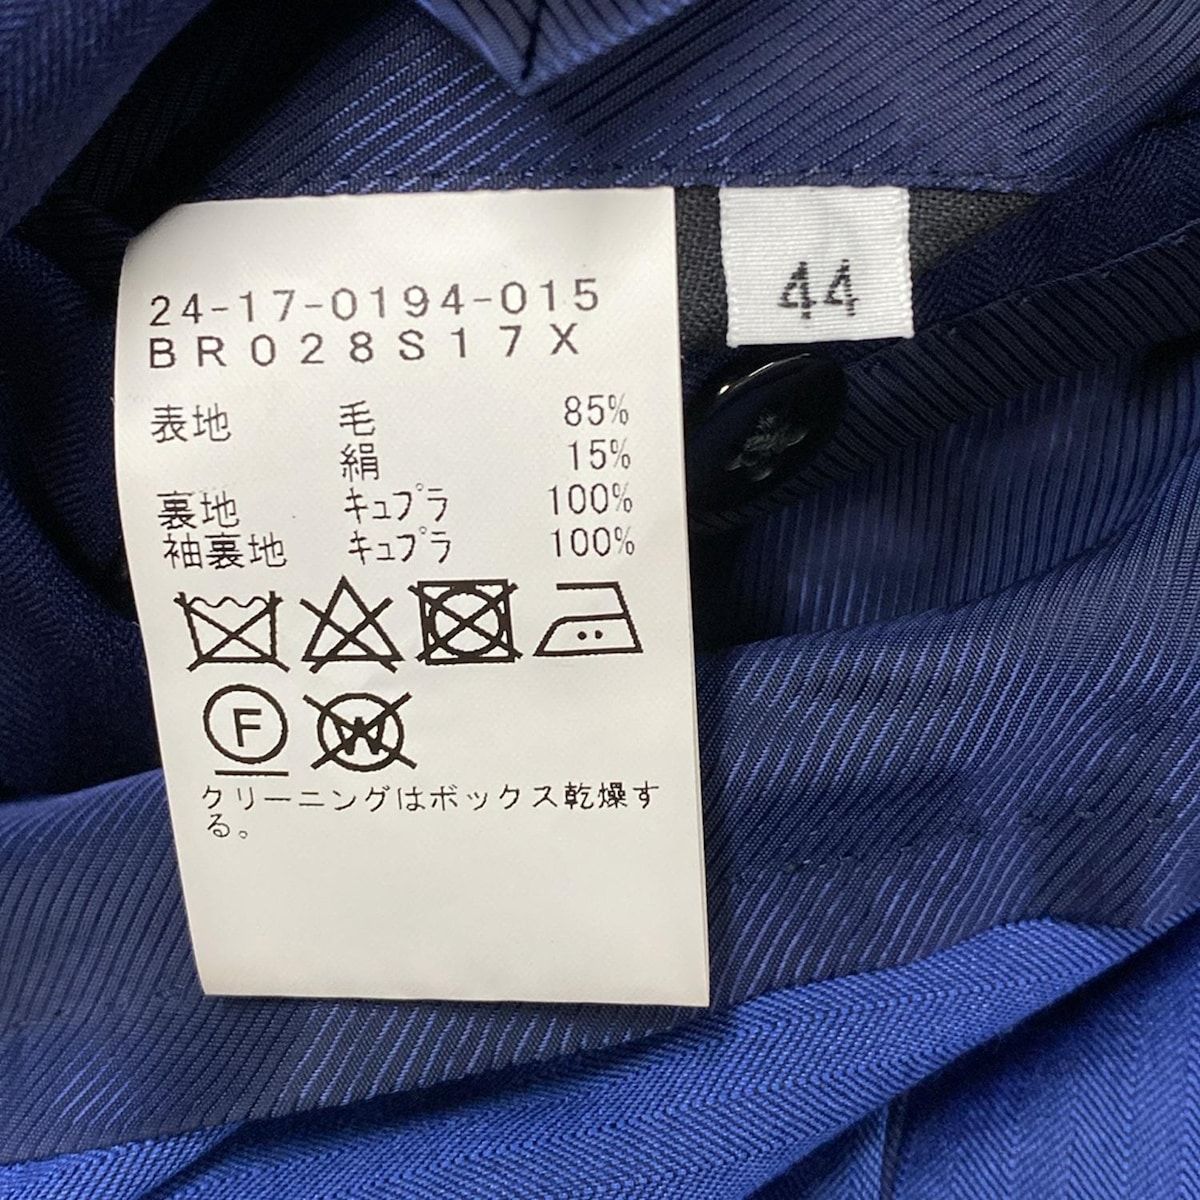 24-17-0194-015
BR028S17X
44
表地 毛 85%
絹 15%
裏地 キュプラ 100%
袖裏地 キュプラ 100%
F W
クリーニングはボックス乾燥す
る。